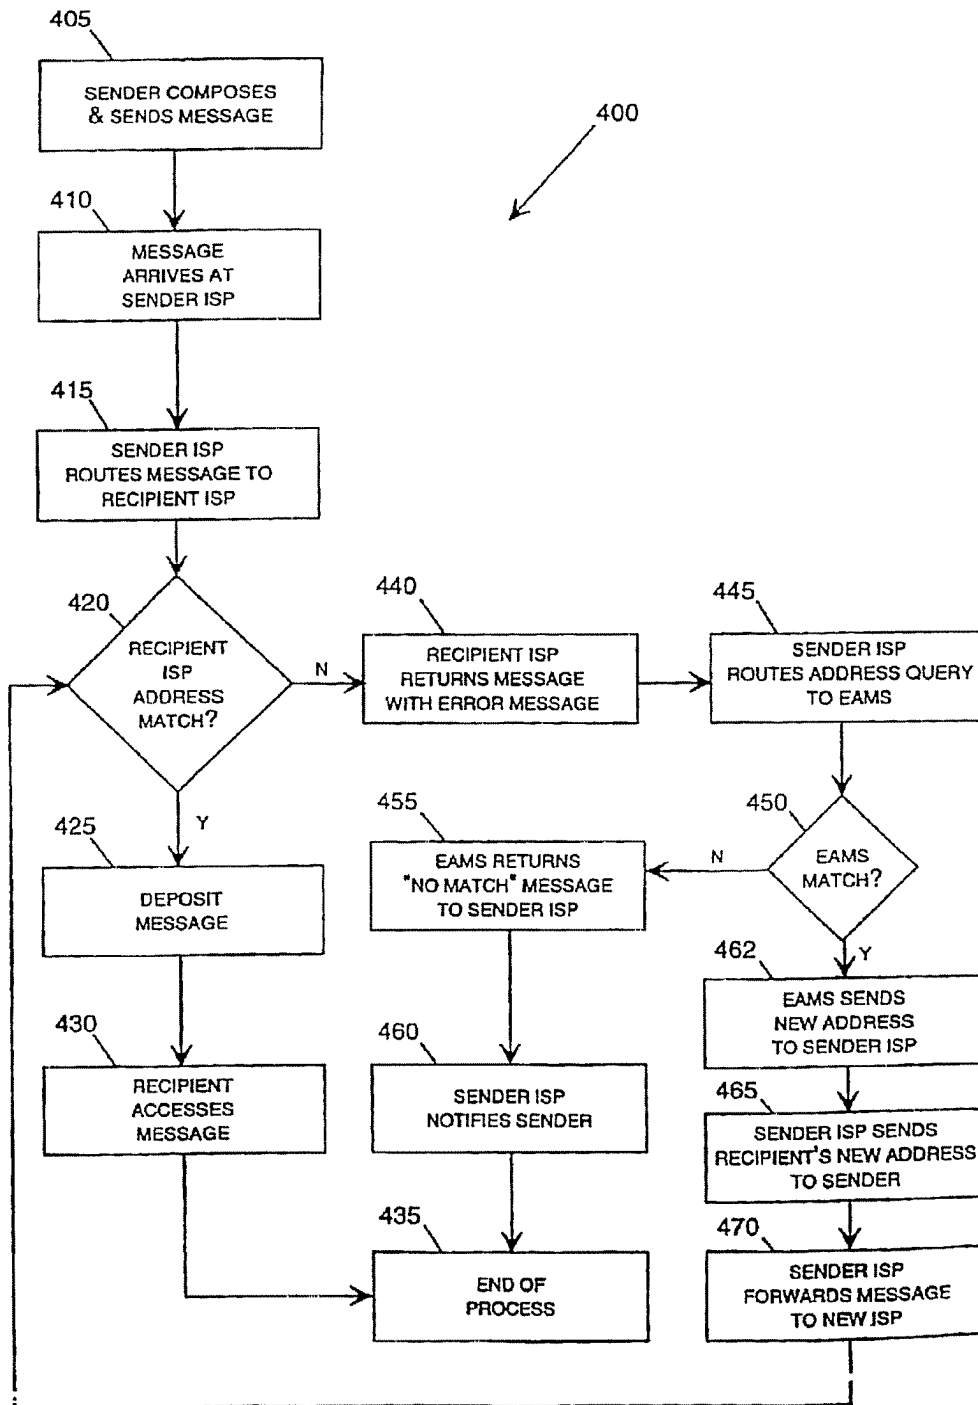 405
SENDER COMPOSES
& SENDS MESSAGE
400
410
MESSAGE
ARRIVES AT
SENDER ISP
415
SENDER ISP
ROUTES MESSAGE TO
RECIPIENT ISP
420
RECIPIENT
ISP
ADDRESS
MATCH?
N
440
RECIPIENT ISP
RETURNS MESSAGE
WITH ERROR MESSAGE
445
SENDER ISP
ROUTES ADDRESS QUERY
TO EAMS
Y
425
DEPOSIT
MESSAGE
450
EAMS
MATCH?
N
455
EAMS RETURNS
"NO MATCH" MESSAGE
TO SENDER ISP
Y
462
EAMS SENDS
NEW ADDRESS
TO SENDER ISP
430
RECIPIENT
ACCESSES
MESSAGE
460
SENDER ISP
NOTIFIES SENDER
465
SENDER ISP SENDS
RECIPIENT'S NEW ADDRESS
TO SENDER
435
END OF
PROCESS
470
SENDER ISP
FORWARDS MESSAGE
TO NEW ISP